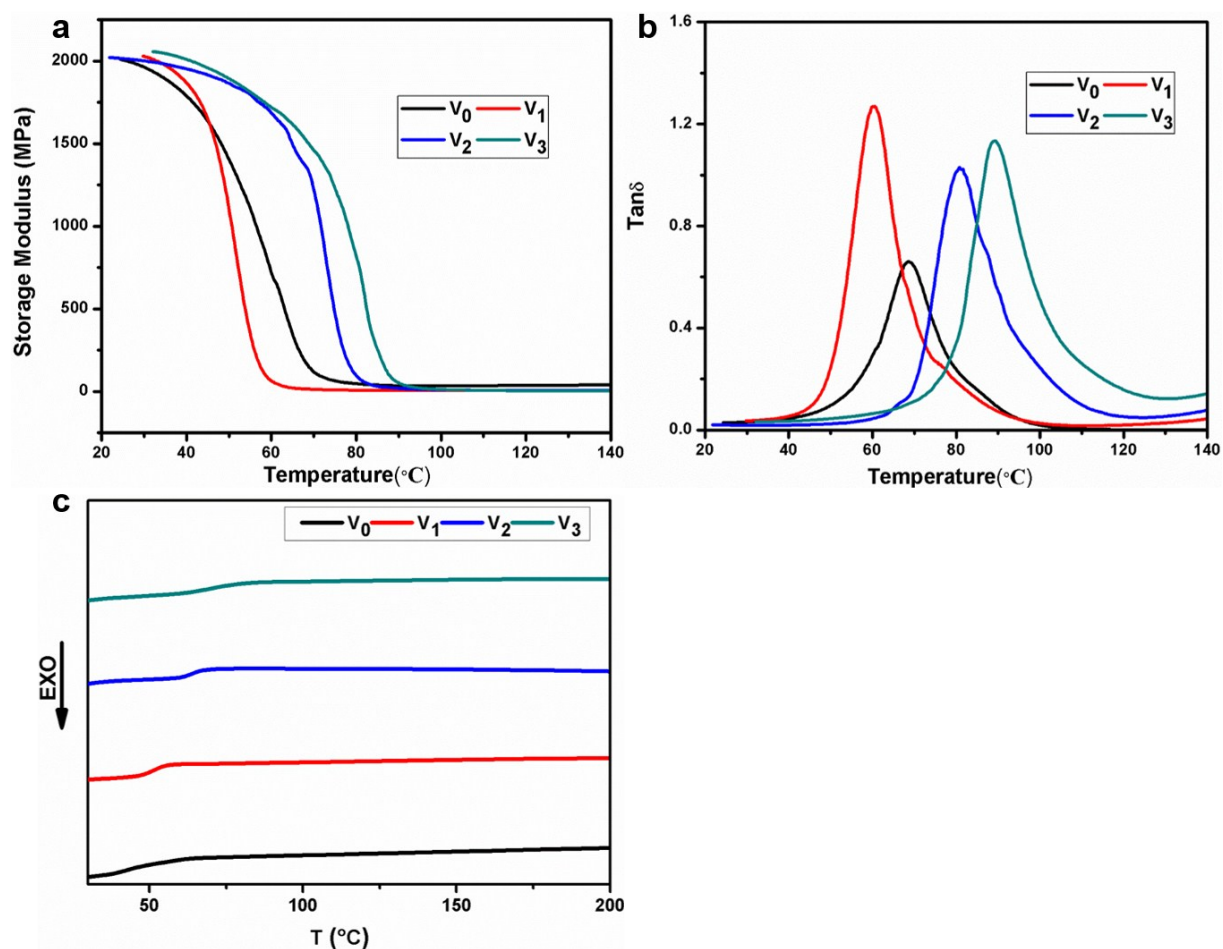 a
Storage Modulus (MPa)
2000
1500
1000
500
0
V0 V1
V2 V3
20 40 60 80 100 120 140
Temperature(°C)
b
Tanδ
1.6
1.2
0.8
0.4
0.0
V0 V1
V2 V3
20 40 60 80 100 120 140
Temperature(°C)
c
V0 V1 V2 V3
EXO
50 100 150 200
T (°C)